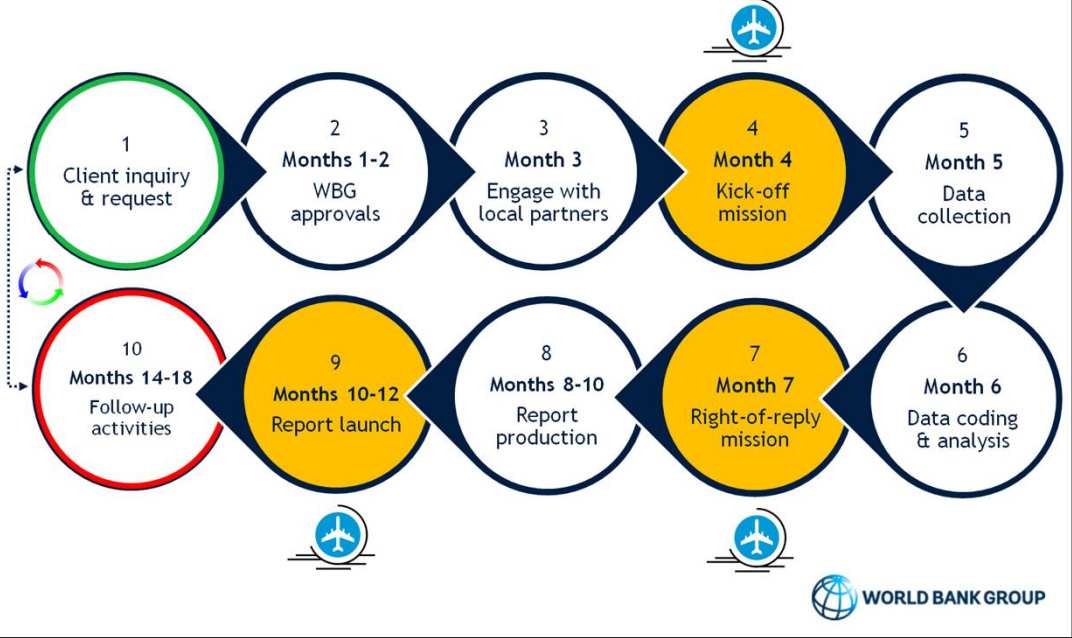 1
Client inquiry
& request
2
Months 1-2
WBG
approvals
3
Month 3
Engage with
local partners
4
Month 4
Kick-off
mission
5
Month 5
Data
collection
6
Month 6
Data coding
& analysis
7
Month 7
Right-of-reply
mission
8
Months 8-10
Report
production
9
Months 10-12
Report launch
10
Months 14-18
Follow-up
activities
WORLD BANK GROUP